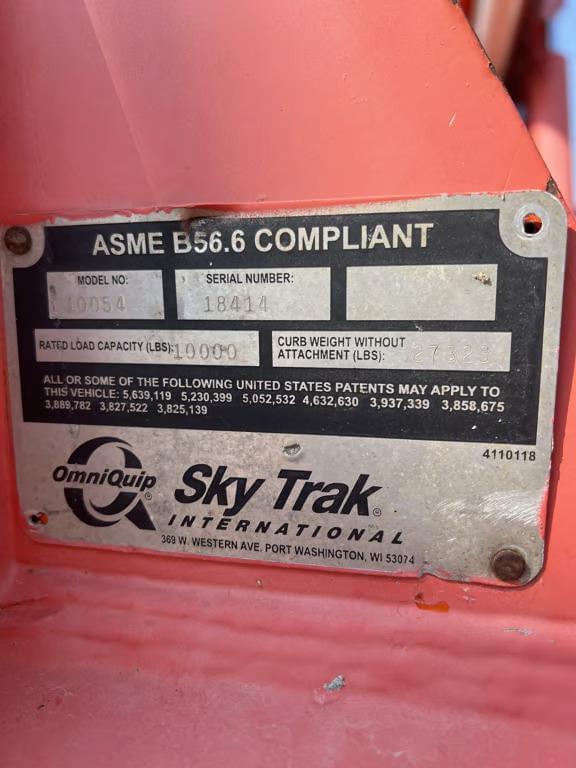 ASME B56.6 COMPLIANT
MODEL NO: SERIAL NUMBER:
10054 18414
RATED LOAD CAPACITY (LBS): 10000 CURB WEIGHT WITHOUT
ATTACHMENT (LBS):
ALL OR SOME OF THE FOLLOWING UNITED STATES PATENTS MAY APPLY TO
THIS VEHICLE: 5,639,119 5,230,399 5,052,532 4,632,630 3,937,339 3,858,675
3,889,782 3,827,522 3,825,139
4110118
OmniQuip® Sky Trak®
INTERNATIONAL
369 W. WESTERN AVE. PORT WASHINGTON, WI 53074